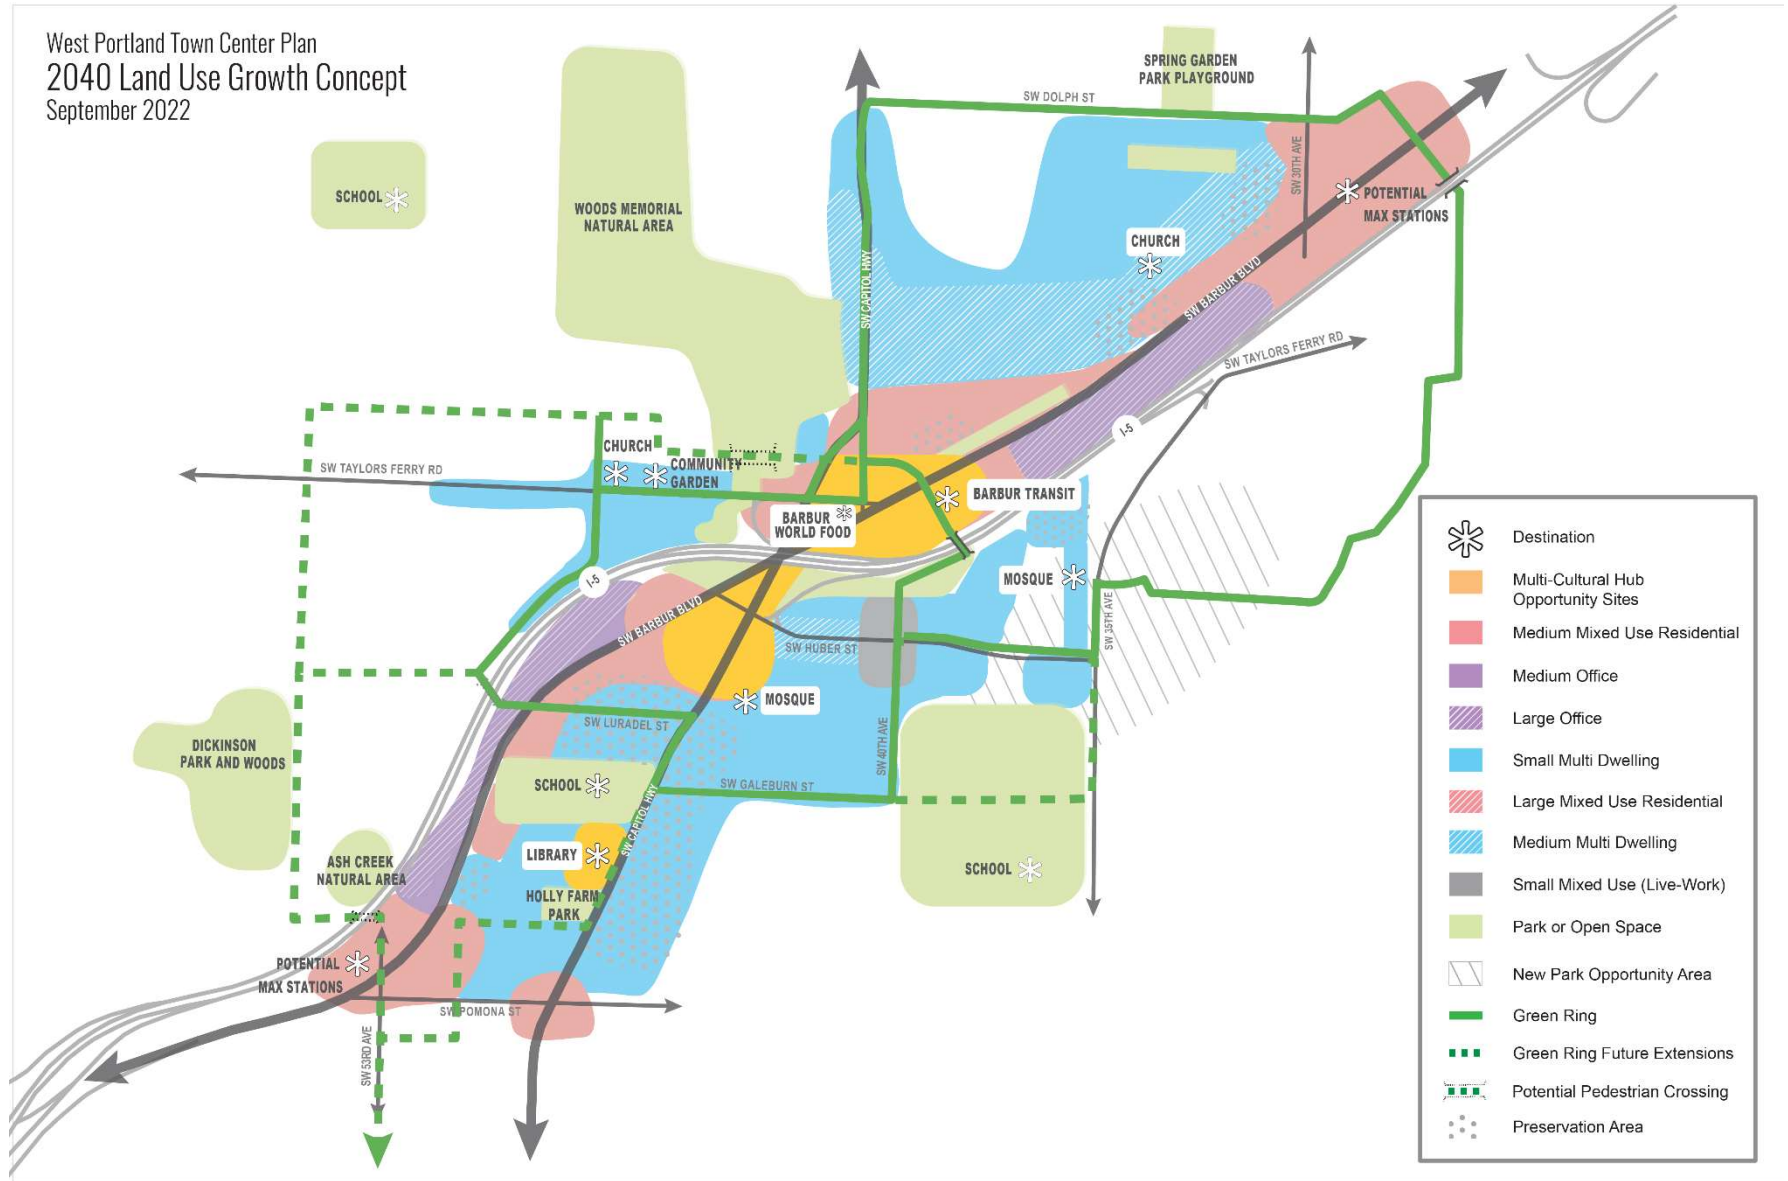 West Portland Town Center Plan
2040 Land Use Growth Concept
September 2022
SPRING GARDEN
PARK PLAYGROUND
SW DOLPH ST
SW 30TH AVE
SCHOOL
WOODS MEMORIAL
NATURAL AREA
POTENTIAL
MAX STATIONS
CHURCH
SW CAPITOL HWY
SW BARBUR BLVD
SW TAYLORS FERRY RD
I-5
CHURCH
SW TAYLORS FERRY RD
COMMUNITY
GARDEN
BARBUR TRANSIT
BARBUR
WORLD FOOD
MOSQUE
I-5
SW BARBUR BLVD
SW HUBER ST
SW 35TH AVE
MOSQUE
SW LURADEL ST
SW 40TH AVE
DICKINSON
PARK AND WOODS
SCHOOL
SW GALEBURN ST
SW CAPITOL HWY
LIBRARY
ASH CREEK
NATURAL AREA
SCHOOL
HOLLY FARM
PARK
POTENTIAL
MAX STATIONS
SW POMONA ST
SW 53RD AVE
Destination
Multi-Cultural Hub
Opportunity Sites
Medium Mixed Use Residential
Medium Office
Large Office
Small Multi Dwelling
Large Mixed Use Residential
Medium Multi Dwelling
Small Mixed Use (Live-Work)
Park or Open Space
New Park Opportunity Area
Green Ring
Green Ring Future Extensions
Potential Pedestrian Crossing
Preservation Area